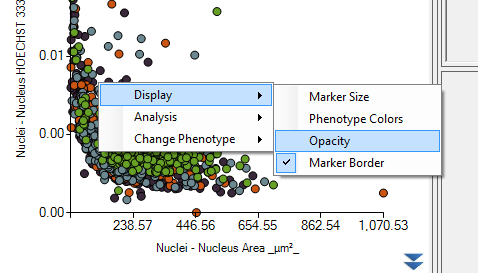 Nuclei - Nucleus HOECHST 333
0.01
0.00
0.00
Display
Analysis
Change Phenotype
Marker Size
Phenotype Colors
Opacity
Marker Border
238.57 446.56 654.55 862.54 1,070.53
Nuclei - Nucleus Area _µm²_